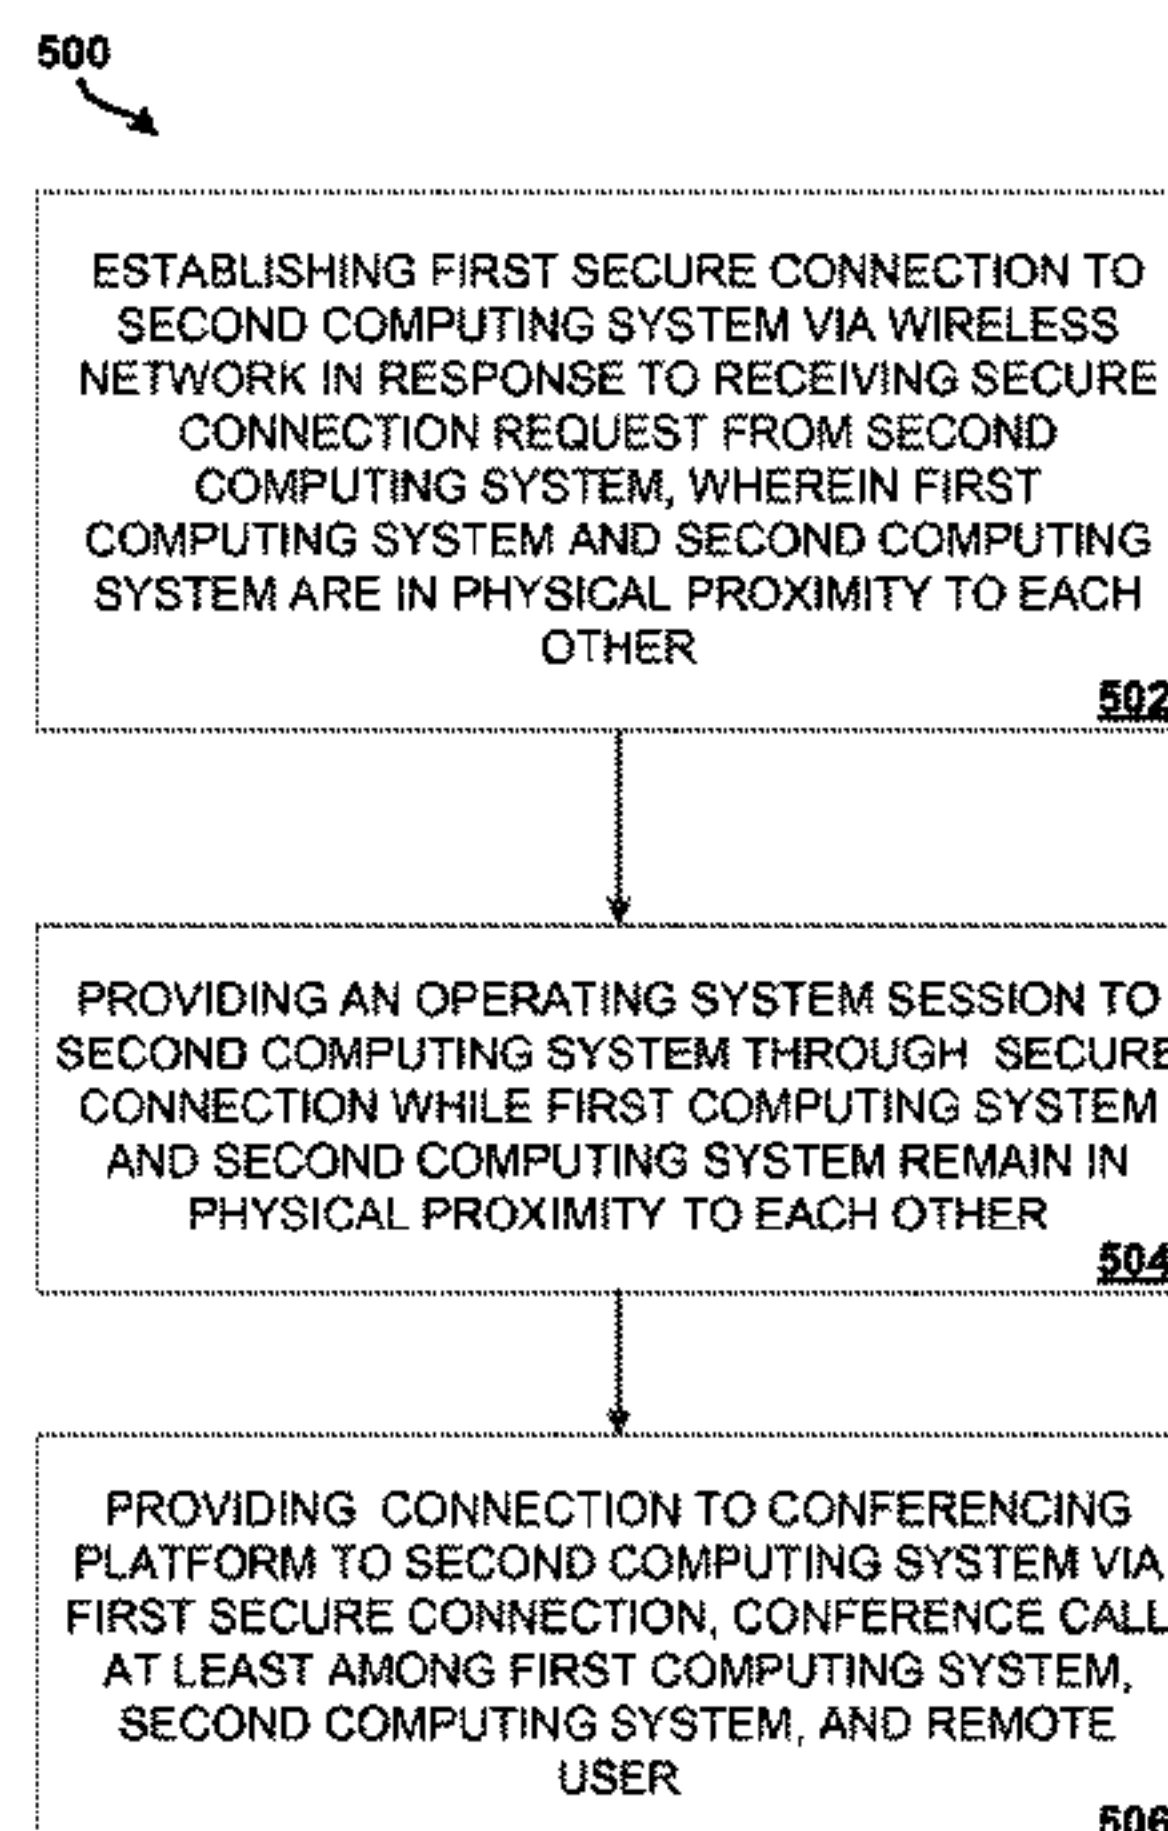 500
ESTABLISHING FIRST SECURE CONNECTION TO
SECOND COMPUTING SYSTEM VIA WIRELESS
NETWORK IN RESPONSE TO RECEIVING SECURE
CONNECTION REQUEST FROM SECOND
COMPUTING SYSTEM, WHEREIN FIRST
COMPUTING SYSTEM AND SECOND COMPUTING
SYSTEM ARE IN PHYSICAL PROXIMITY TO EACH
OTHER
502
PROVIDING AN OPERATING SYSTEM SESSION TO
SECOND COMPUTING SYSTEM THROUGH SECURE
CONNECTION WHILE FIRST COMPUTING SYSTEM
AND SECOND COMPUTING SYSTEM REMAIN IN
PHYSICAL PROXIMITY TO EACH OTHER
504
PROVIDING CONNECTION TO CONFERENCING
PLATFORM TO SECOND COMPUTING SYSTEM VIA
FIRST SECURE CONNECTION, CONFERENCE CALL
AT LEAST AMONG FIRST COMPUTING SYSTEM,
SECOND COMPUTING SYSTEM, AND REMOTE
USER
506